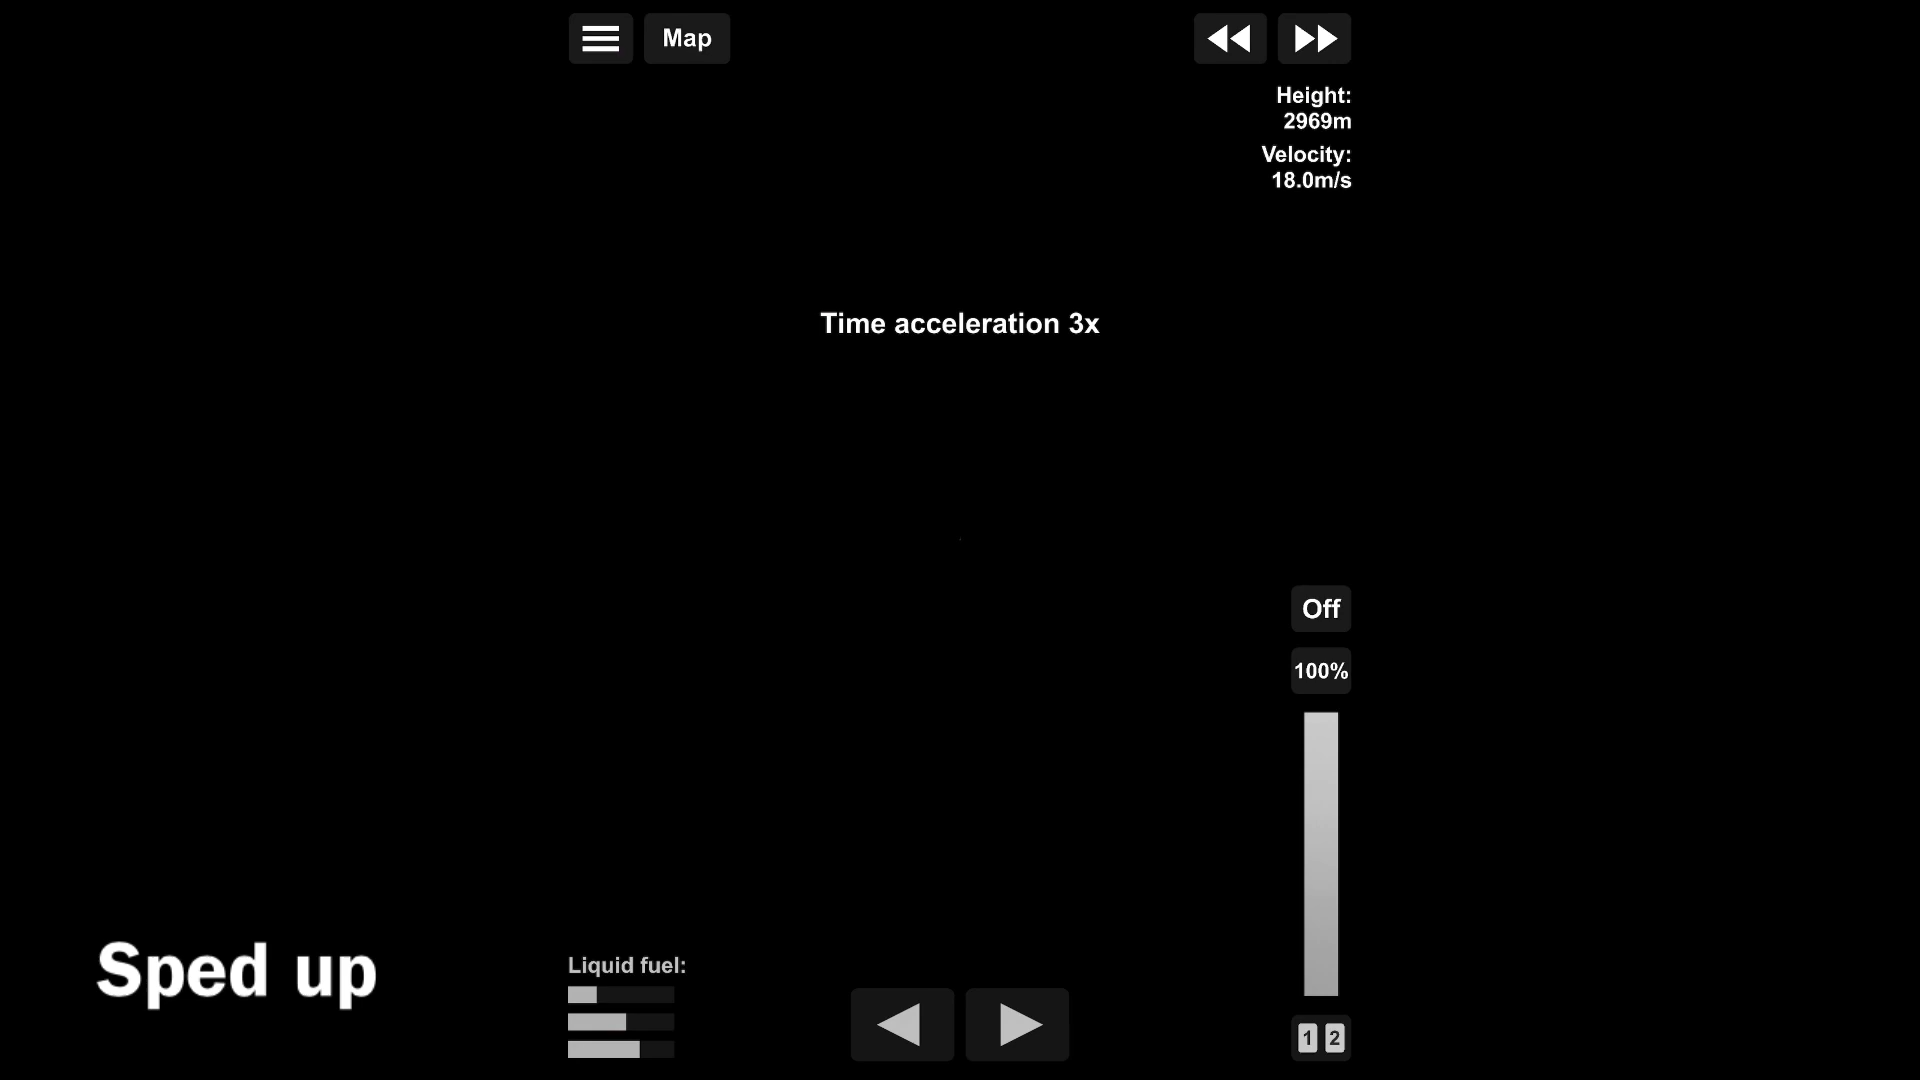 Map
Height:
2969m
Velocity:
18.0m/s
Time acceleration 3x
Off
100%
Sped up
Liquid fuel:
1 2